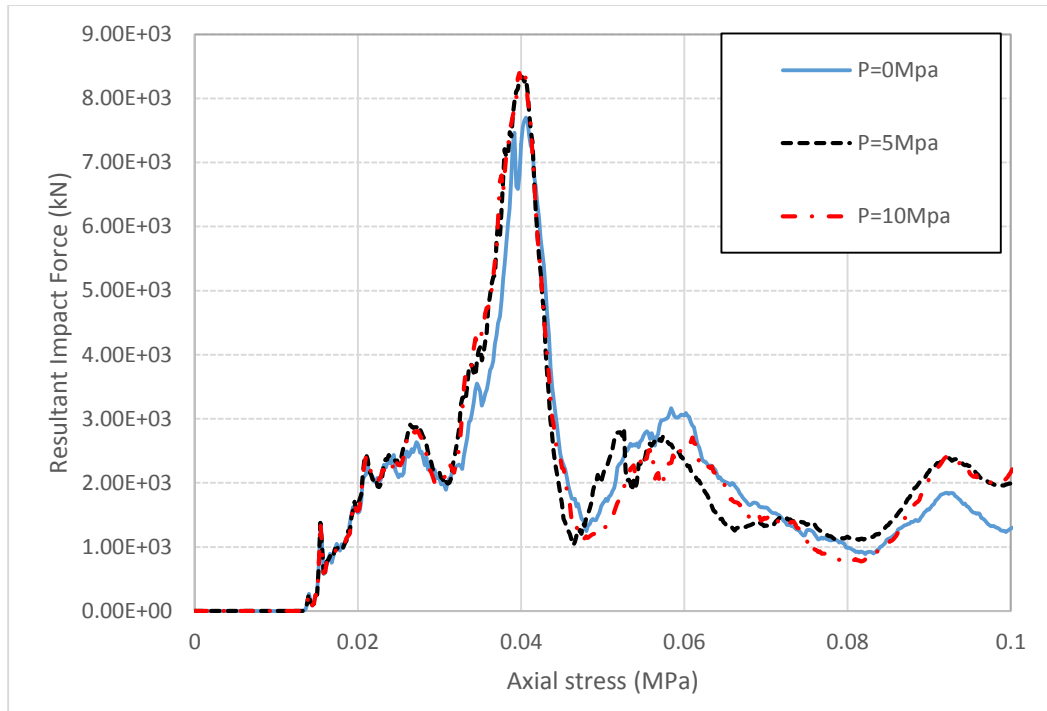 9.00E+03
8.00E+03
7.00E+03
6.00E+03
5.00E+03
4.00E+03
3.00E+03
2.00E+03
1.00E+03
0.00E+00
Resultant Impact Force (kN)
0 0.02 0.04 0.06 0.08 0.1
Axial stress (MPa)
P=0Mpa
P=5Mpa
P=10Mpa